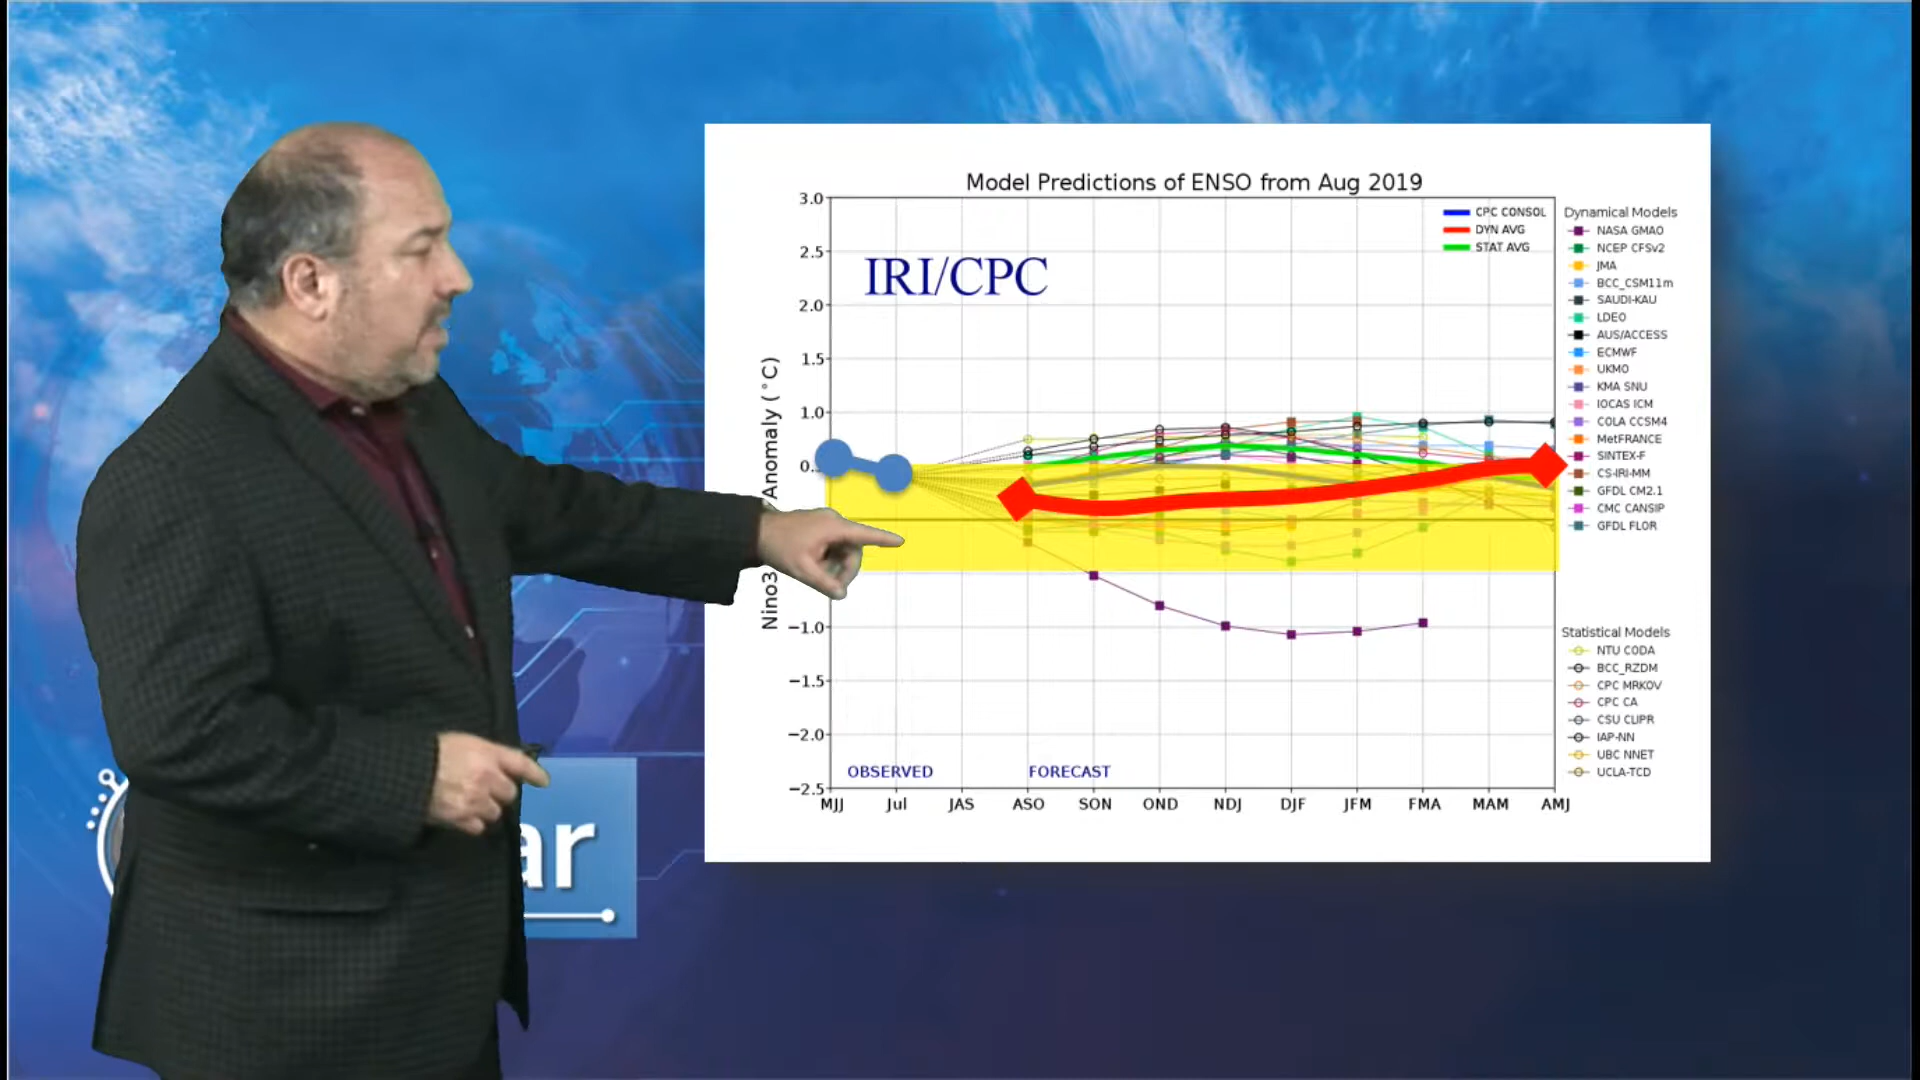 Model Predictions of ENSO from Aug 2019
IRI/CPC
CPC CONSOL
DYN AVG
STAT AVG
3.0
2.5
2.0
1.5
1.0
0.
−1.0
−1.5
−2.0
−2.5
Nino3 Anomaly (°C)
OBSERVED
FORECAST
MJJ Jul JAS ASO SON OND NDJ DJF JFM FMA MAM AMJ
Dynamical Models
NASA GMAO
NCEP CFSv2
JMA
BCC_CSM11m
SAUDI-KAU
LDEO
AUS/ACCESS
ECMWF
UKMO
KMA SNU
IOCAS ICM
COLA CCSM4
MetFRANCE
SINTEX-F
CS-IRI-MM
GFDL CM2.1
CMC CANSIP
GFDL FLOR
Statistical Models
NTU CODA
BCC_RZDM
CPC MRKOV
CPC CA
CSU CLIPR
IAP-NN
UBC NNET
UCLA-TCD
ar